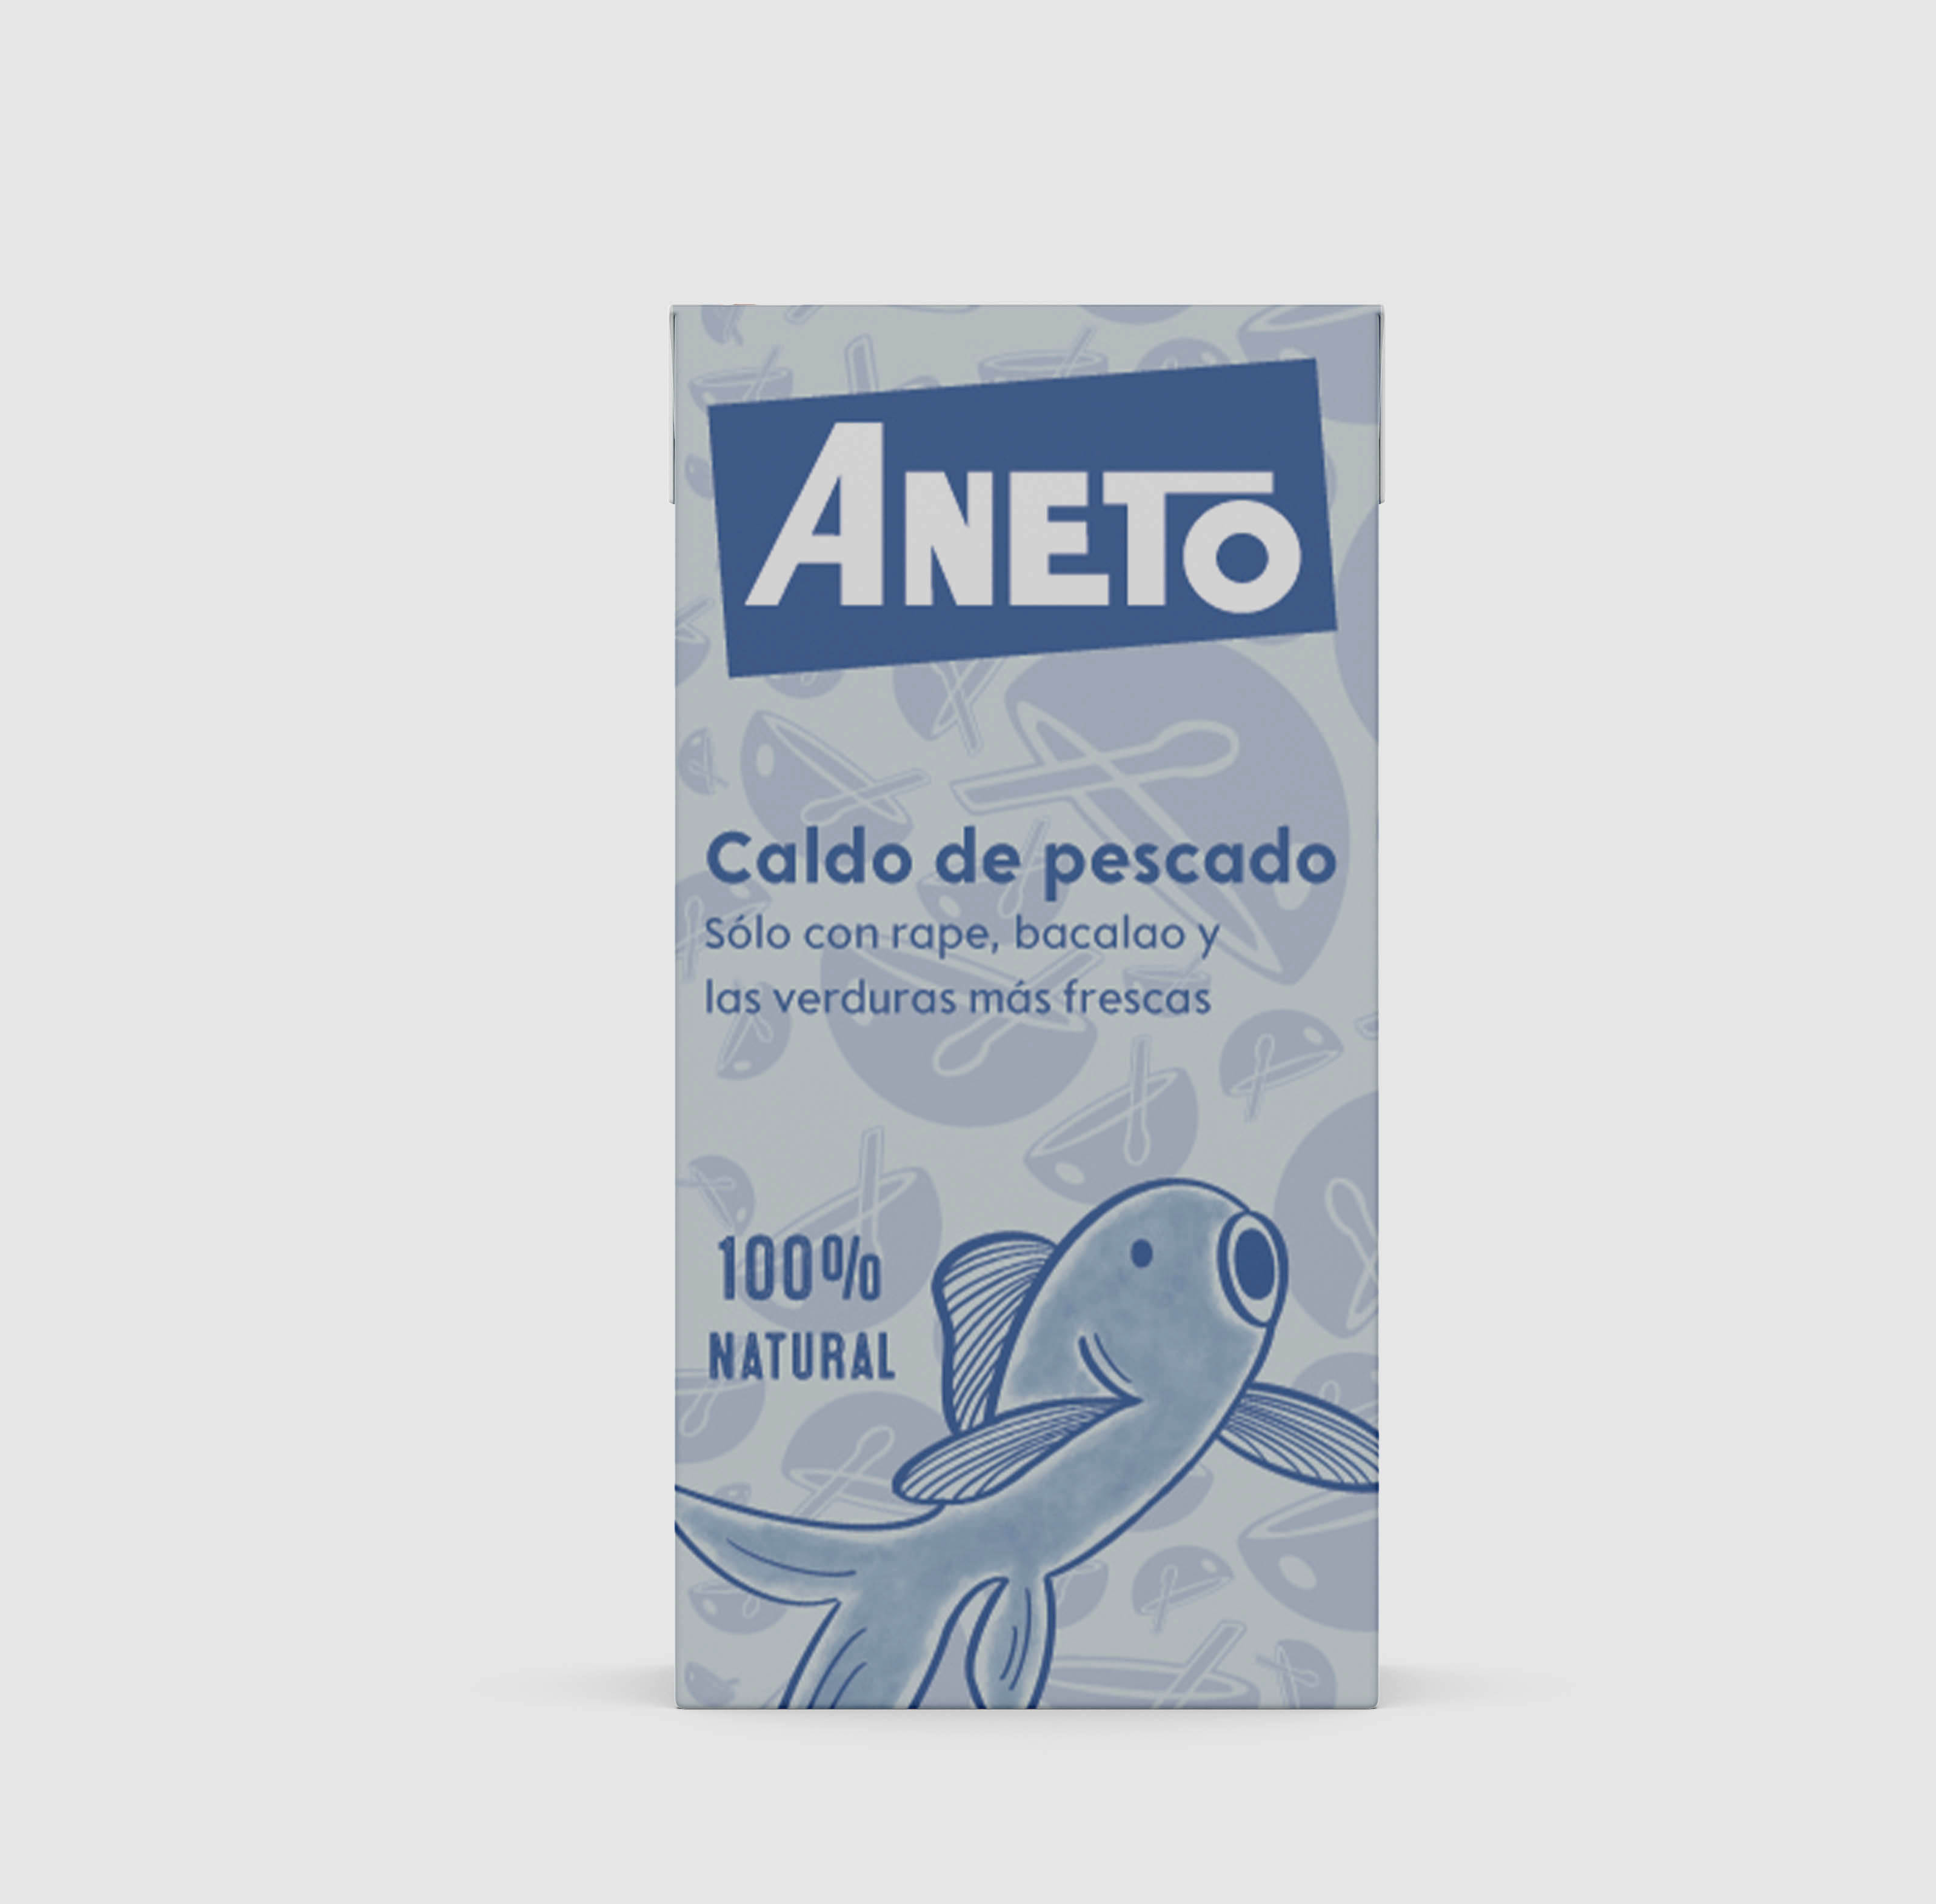 ANETO
Caldo de pescado
Sólo con rape, bacalao y
las verduras más frescas
100%
NATURAL